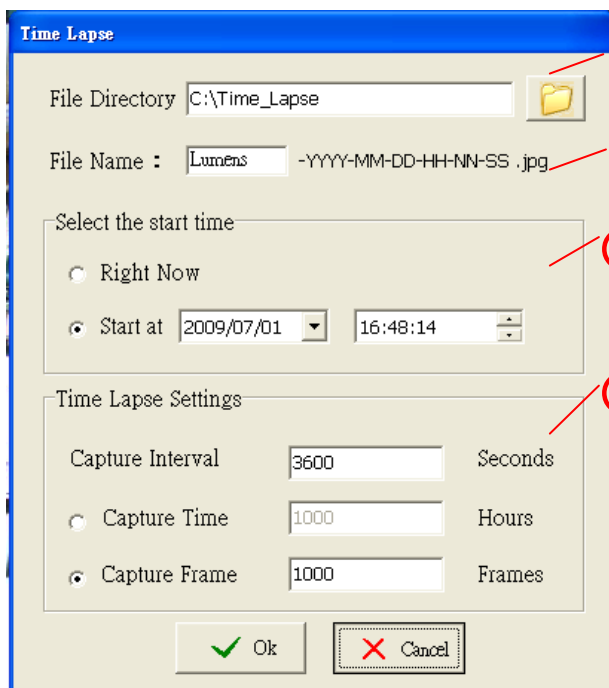 Time Lapse
File Directory C:\Time_Lapse
File Name : Lumens -YYYY-MM-DD-HH-NN-SS .jpg
Select the start time
Right Now
Start at 2009/07/01 16:48:14
Time Lapse Settings
Capture Interval 3600 Seconds
Capture Time 1000 Hours
Capture Frame 1000 Frames
Ok Cancel